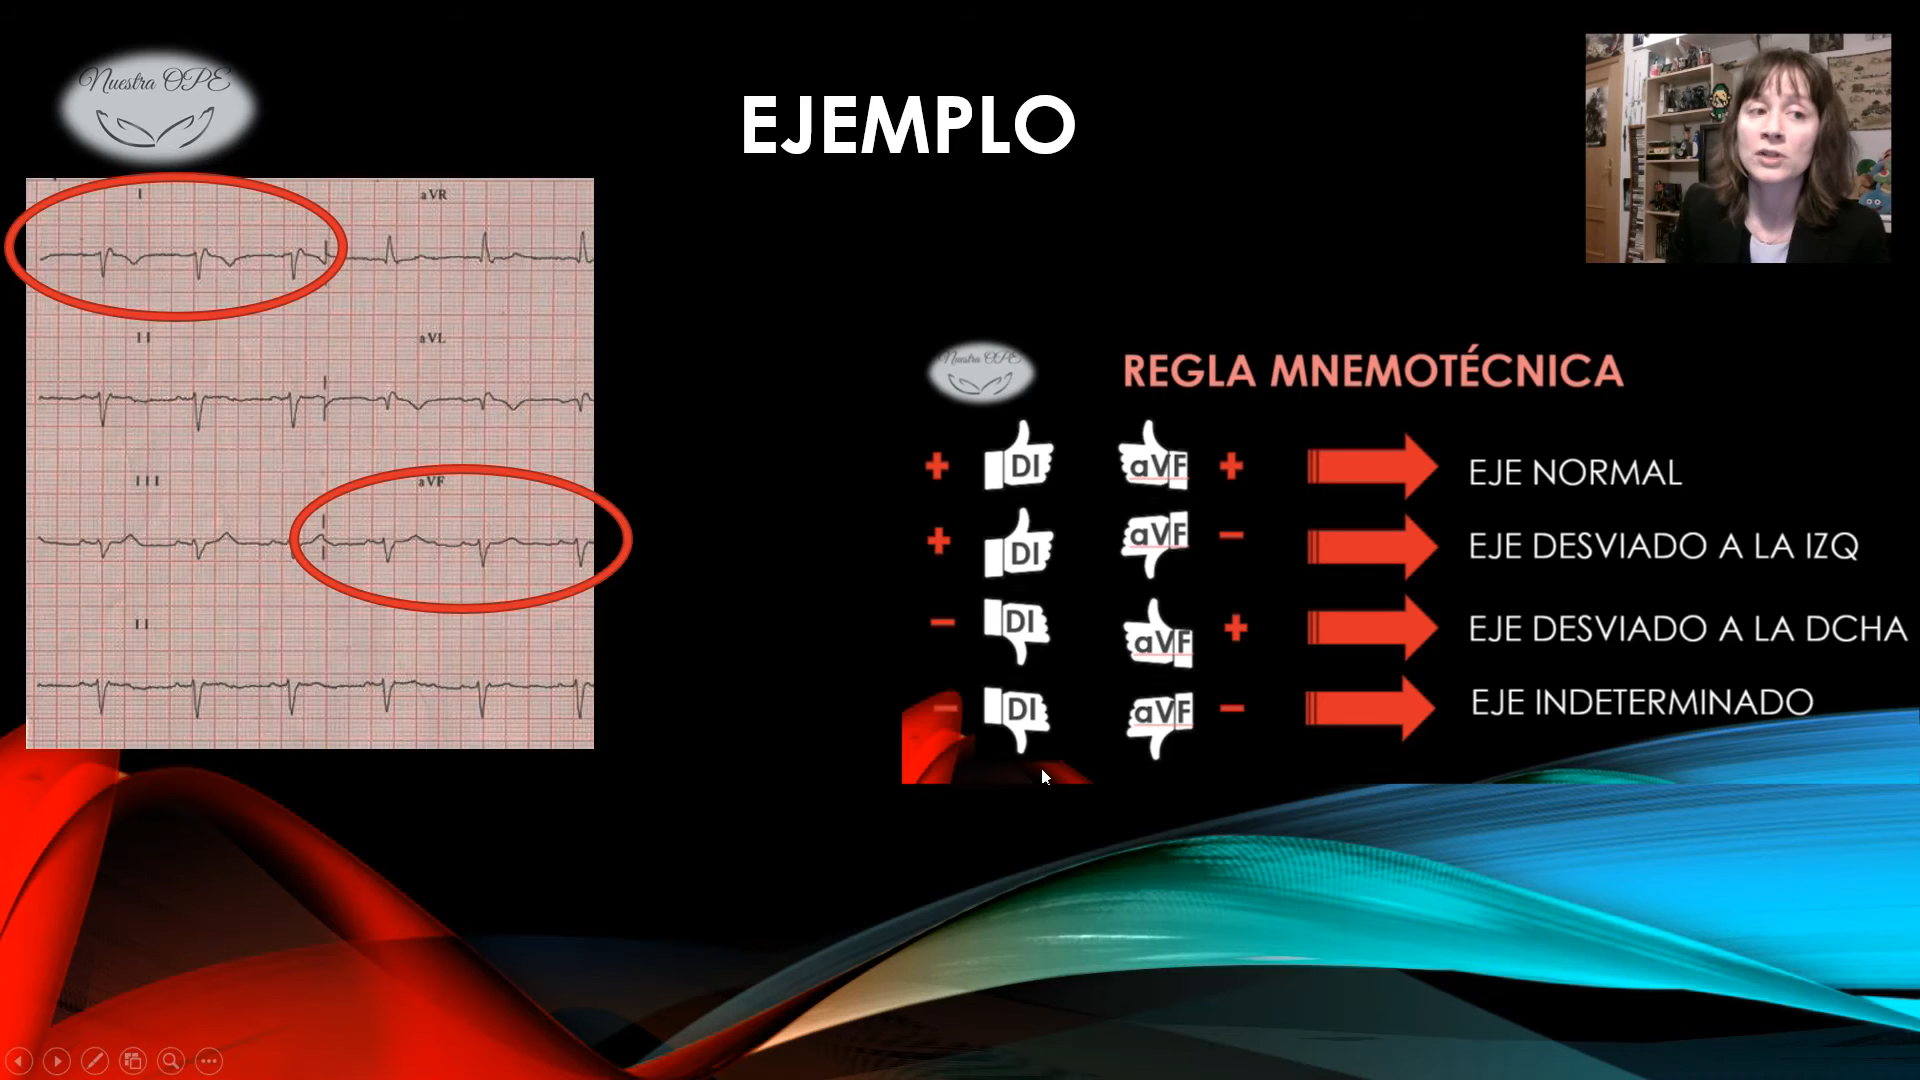 Nuestra OPE
EJEMPLO
I
aVR
II
aVL
III
aVF
II
Nuestra OPE
REGLA MNEMOTÉCNICA
+ DI aVF + EJE NORMAL
+ DI aVF − EJE DESVIADO A LA IZQ
− DI aVF + EJE DESVIADO A LA DCHA
− DI aVF − EJE INDETERMINADO